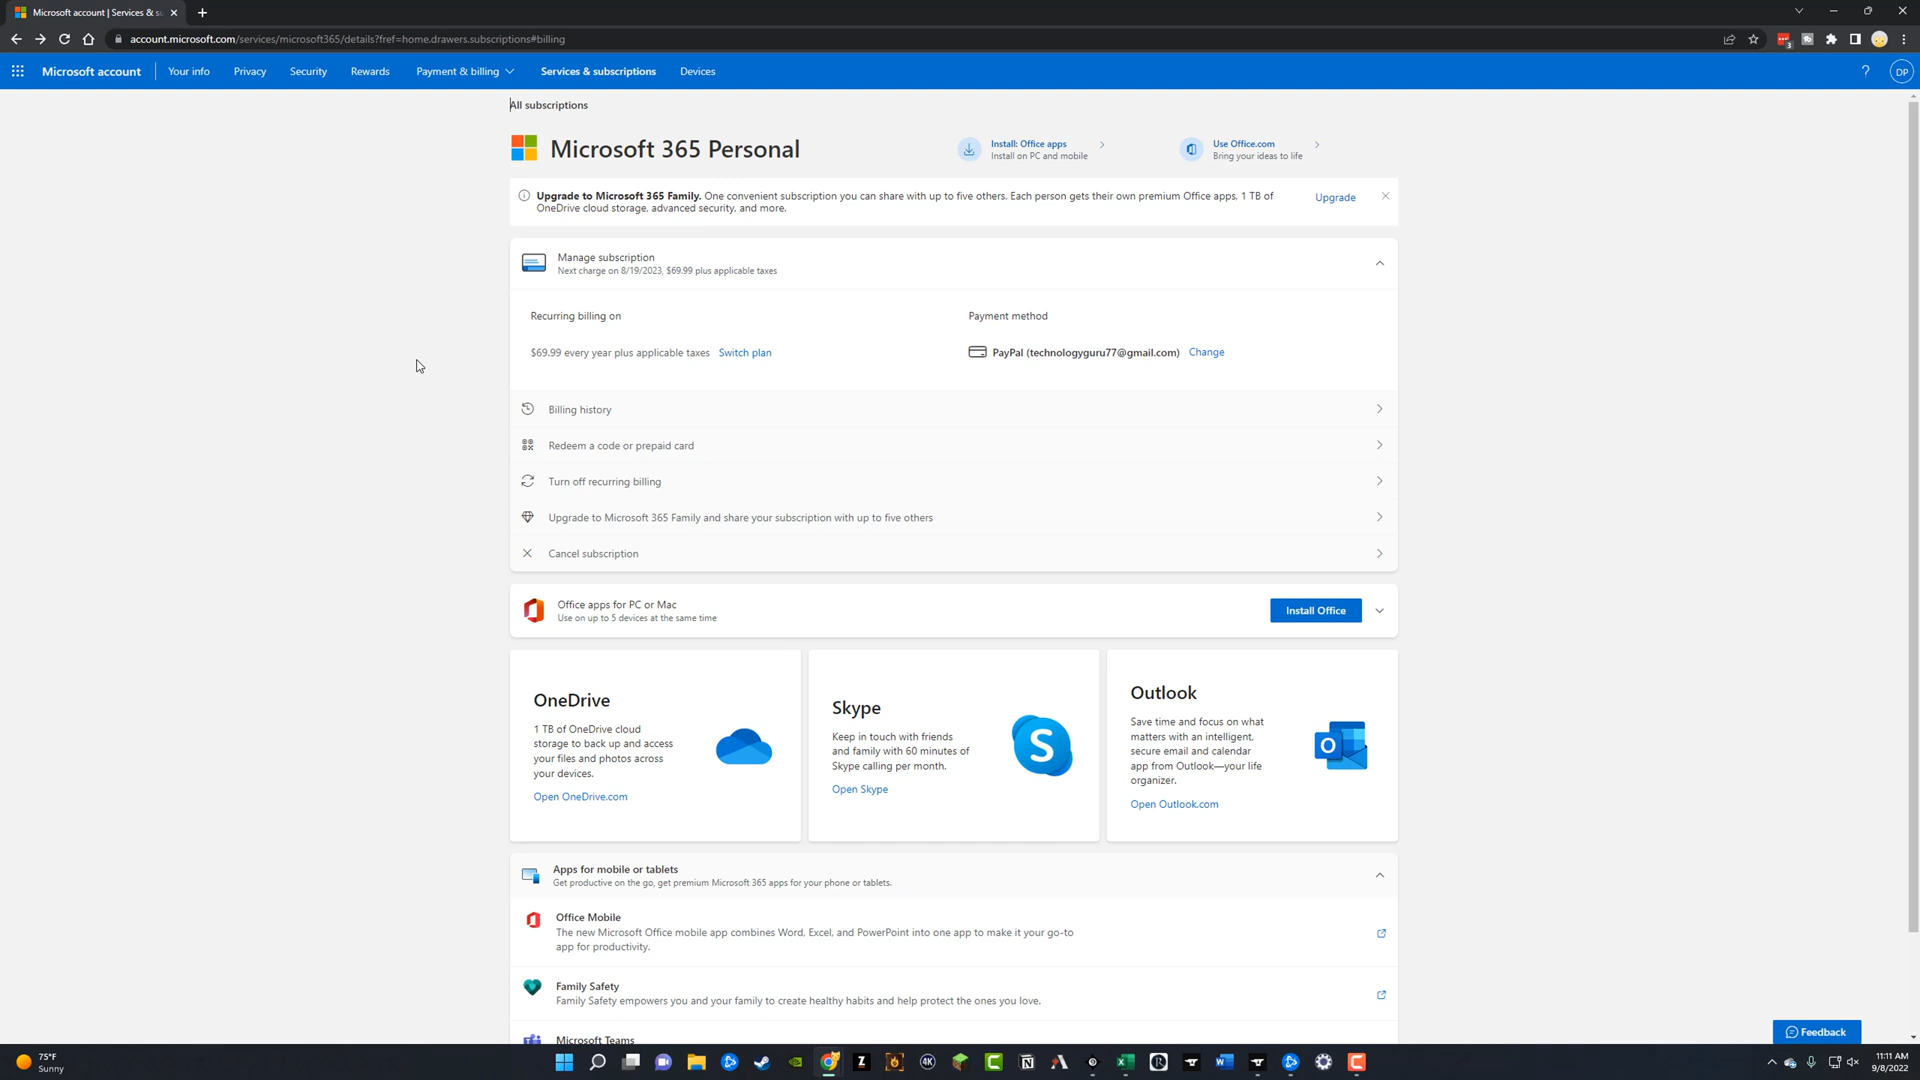 Microsoft account | Services & su
account.microsoft.com/services/microsoft365/details?fref=home.drawers.subscriptions#billing
3
Microsoft account
Your info
Privacy
Security
Rewards
Payment & billing
Services & subscriptions
Devices
?
DP
All subscriptions
Microsoft 365 Personal
Install: Office apps
Install on PC and mobile
Use Office.com
Bring your ideas to life
Upgrade to Microsoft 365 Family. One convenient subscription you can share with up to five others. Each person gets their own premium Office apps, 1 TB of
OneDrive cloud storage, advanced security, and more.
Upgrade
Manage subscription
Next charge on 8/19/2023, $69.99 plus applicable taxes
Recurring billing on
Payment method
$69.99 every year plus applicable taxes Switch plan
PayPal (technologyguru77@gmail.com) Change
Billing history
Redeem a code or prepaid card
Turn off recurring billing
Upgrade to Microsoft 365 Family and share your subscription with up to five others
Cancel subscription
Office apps for PC or Mac
Use on up to 5 devices at the same time
Install Office
OneDrive
1 TB of OneDrive cloud
storage to back up and access
your files and photos across
your devices.
Open OneDrive.com
Skype
Keep in touch with friends
and family with 60 minutes of
Skype calling per month.
Open Skype
S
Outlook
Save time and focus on what
matters with an intelligent,
secure email and calendar
app from Outlook—your life
organizer.
Open Outlook.com
O
Apps for mobile or tablets
Get productive on the go, get premium Microsoft 365 apps for your phone or tablets.
Office Mobile
The new Microsoft Office mobile app combines Word, Excel, and PowerPoint into one app to make it your go-to
app for productivity.
Family Safety
Family Safety empowers you and your family to create healthy habits and help protect the ones you love.
Microsoft Teams
Feedback
75°F
Sunny
Z
4K
11:11 AM
9/8/2022